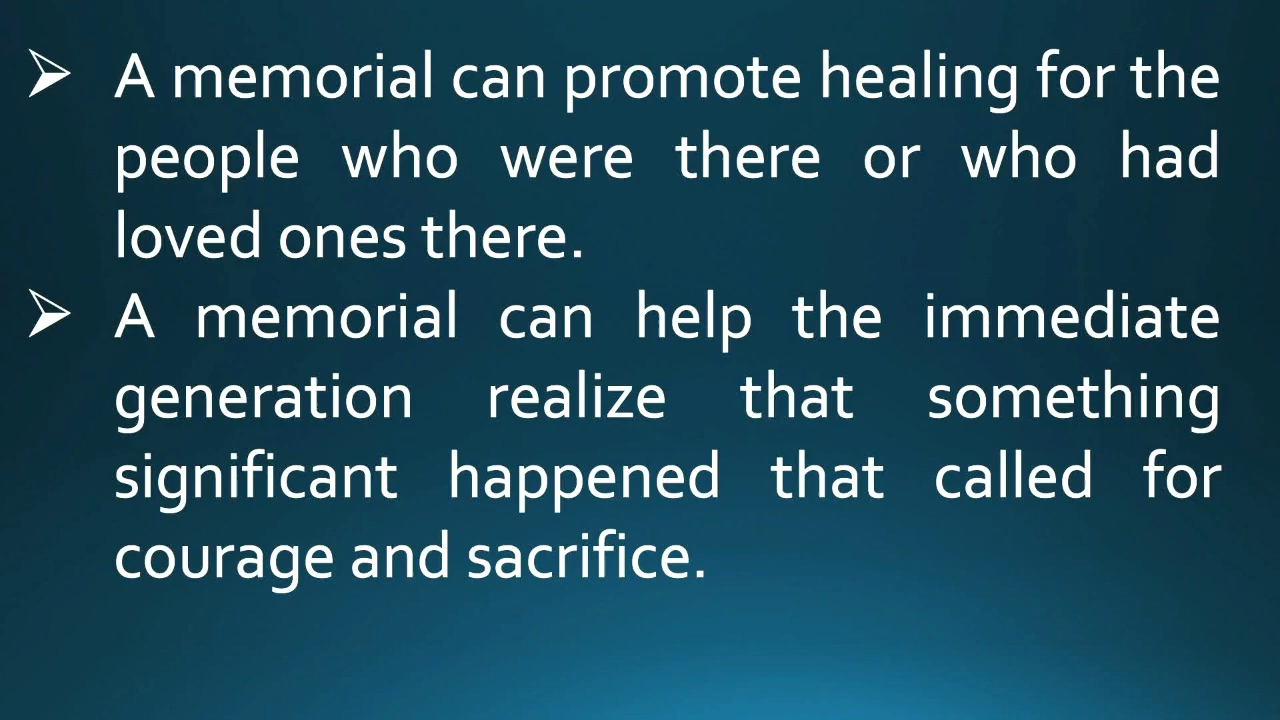 ➢ A memorial can promote healing for the
people who were there or who had
loved ones there.
➢ A memorial can help the immediate
generation realize that something
significant happened that called for
courage and sacrifice.